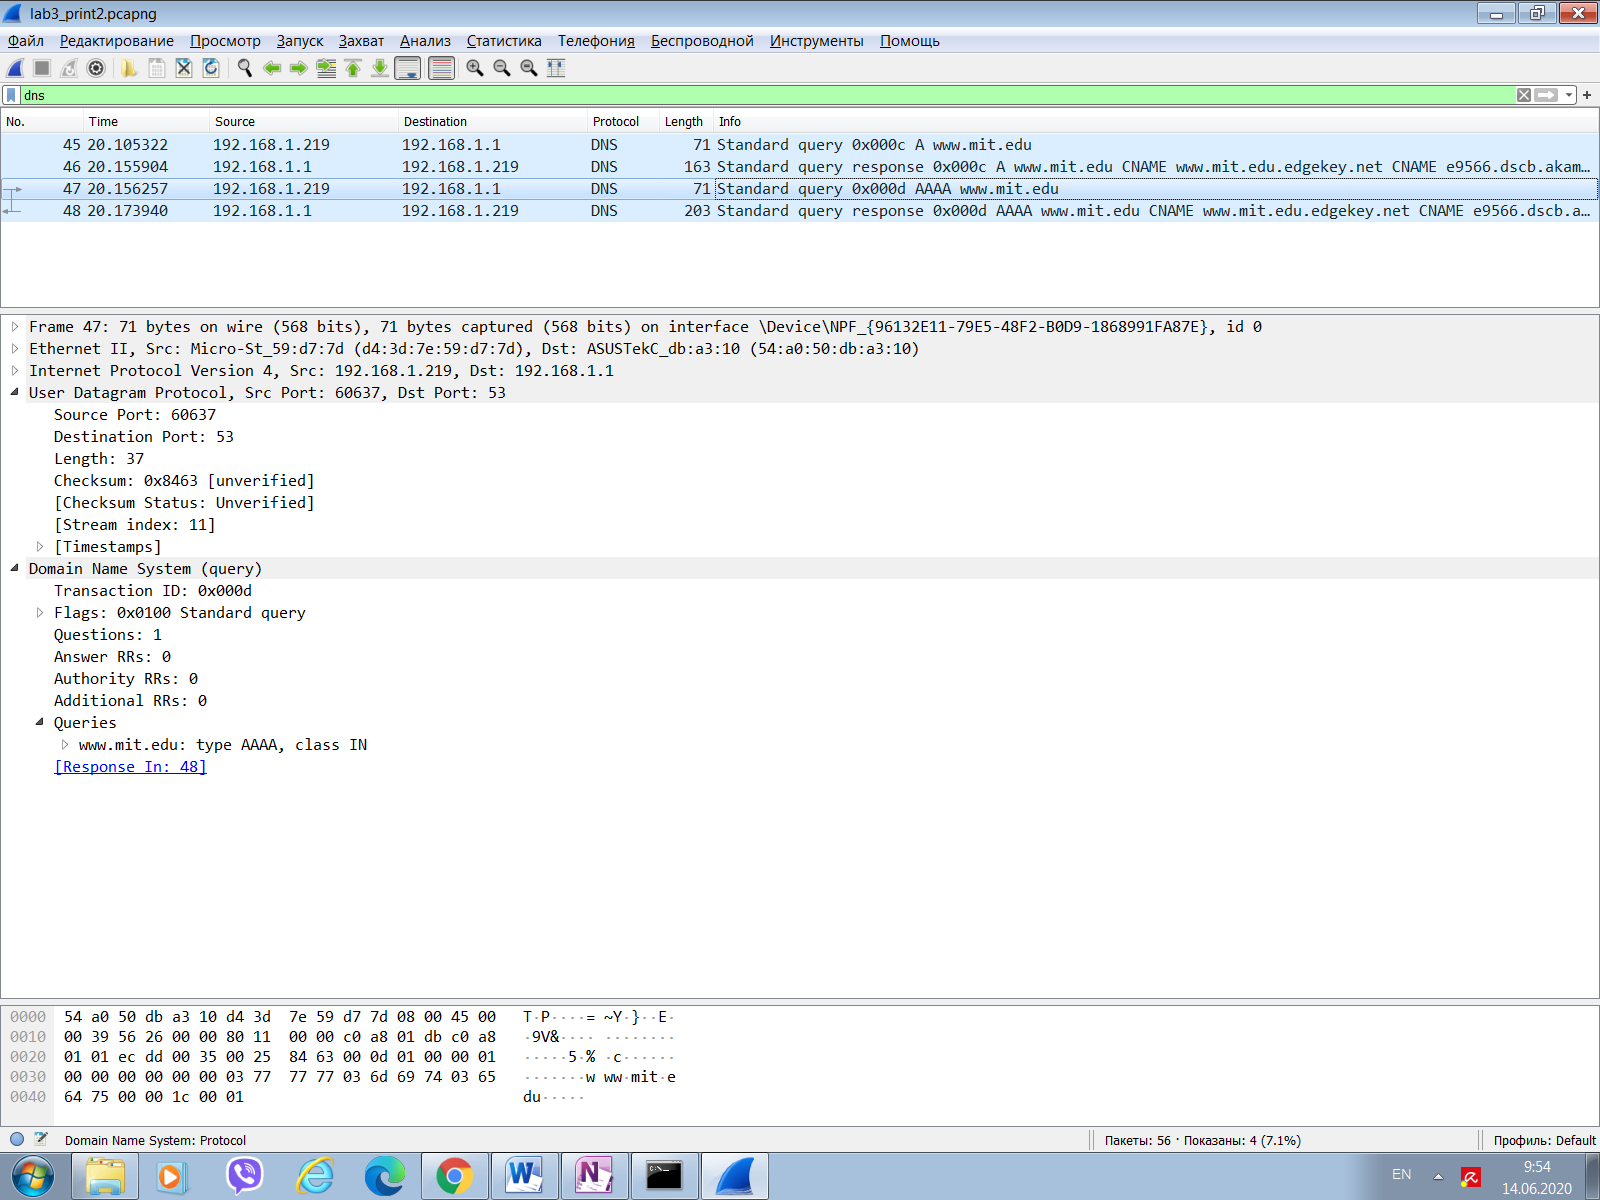 lab3_print2.pcapng
Файл Редактирование Просмотр Запуск Захват Анализ Статистика Телефония Беспроводной Инструменты Помощь
dns
No. Time Source Destination Protocol Length Info
45 20.105322 192.168.1.219 192.168.1.1 DNS 71 Standard query 0x000c A www.mit.edu
46 20.155904 192.168.1.1 192.168.1.219 DNS 163 Standard query response 0x000c A www.mit.edu CNAME www.mit.edu.edgekey.net CNAME e9566.dscb.akam…
47 20.156257 192.168.1.219 192.168.1.1 DNS 71 Standard query 0x000d AAAA www.mit.edu
48 20.173940 192.168.1.1 192.168.1.219 DNS 203 Standard query response 0x000d AAAA www.mit.edu CNAME www.mit.edu.edgekey.net CNAME e9566.dscb.a…
Frame 47: 71 bytes on wire (568 bits), 71 bytes captured (568 bits) on interface \Device\NPF_{96132E11-79E5-48F2-B0D9-1868991FA87E}, id 0
Ethernet II, Src: Micro-St_59:d7:7d (d4:3d:7e:59:d7:7d), Dst: ASUSTekC_db:a3:10 (54:a0:50:db:a3:10)
Internet Protocol Version 4, Src: 192.168.1.219, Dst: 192.168.1.1
User Datagram Protocol, Src Port: 60637, Dst Port: 53
Source Port: 60637
Destination Port: 53
Length: 37
Checksum: 0x8463 [unverified]
[Checksum Status: Unverified]
[Stream index: 11]
[Timestamps]
Domain Name System (query)
Transaction ID: 0x000d
Flags: 0x0100 Standard query
Questions: 1
Answer RRs: 0
Authority RRs: 0
Additional RRs: 0
Queries
www.mit.edu: type AAAA, class IN
[Response In: 48]
0000 54 a0 50 db a3 10 d4 3d 7e 59 d7 7d 08 00 45 00 T·P····= ~Y·}··E·
0010 00 39 56 26 00 00 80 11 00 00 c0 a8 01 db c0 a8 ·9V&···· ········
0020 01 01 ec dd 00 35 00 25 84 63 00 0d 01 00 00 01 ·····5·% ·c······
0030 00 00 00 00 00 00 03 77 77 77 03 6d 69 74 03 65 ·······w ww·mit·e
0040 64 75 00 00 1c 00 01 du·····
Domain Name System: Protocol Пакеты: 56 · Показаны: 4 (7.1%) Профиль: Default
EN 9:54
14.06.2020